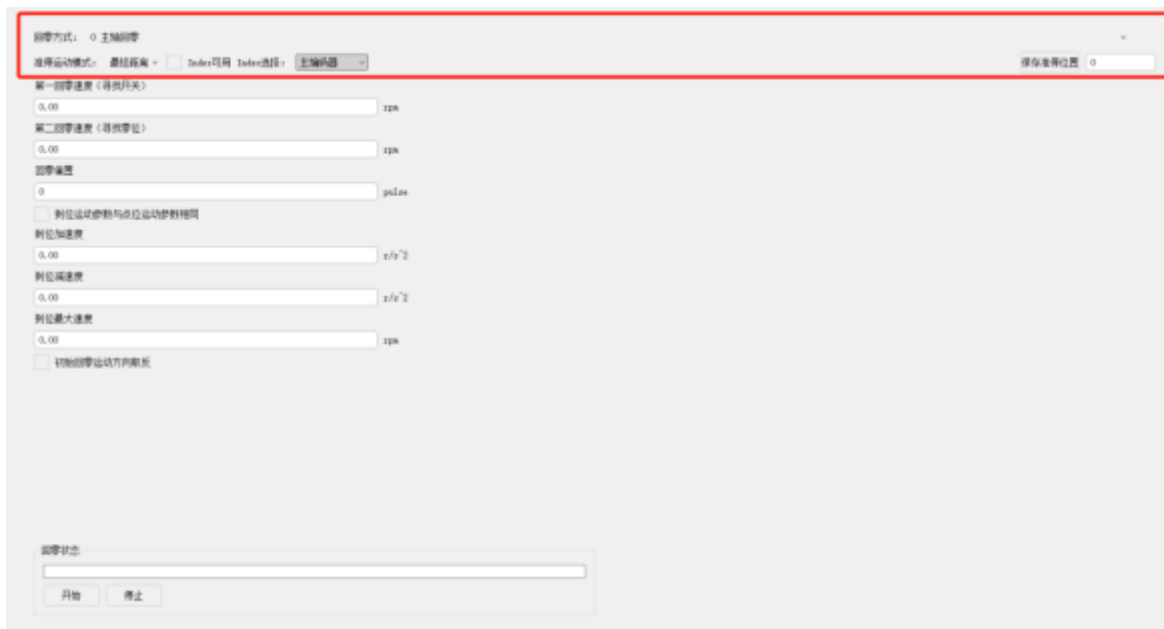 回零方式： 0 主轴回零
准停运动模式： 最短距离 Index可用 Index选择： 主编码器 保存准停位置 0
第一回零速度（寻找开关）
0.00 rpm
第二回零速度（寻找零位）
0.00 rpm
回零偏置
0 pulse
到位运动参数与点位运动参数相同
到位加速度
0.00 r/s^2
到位减速度
0.00 r/s^2
到位最大速度
0.00 rpm
初始回零运动方向取反
回零状态
开始 停止